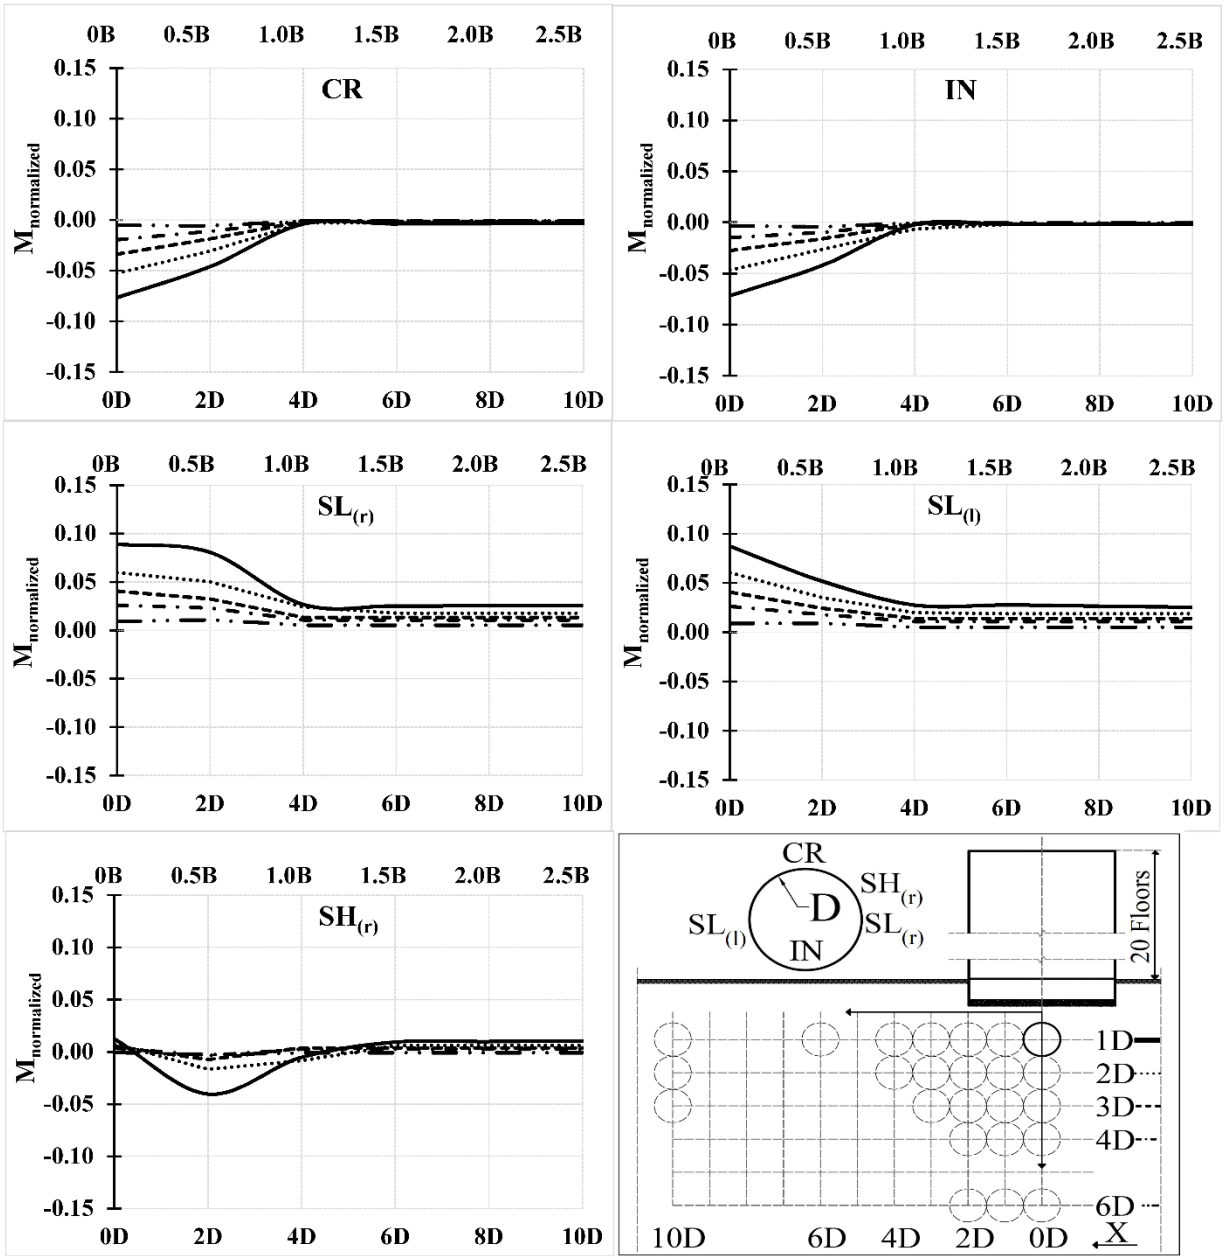 0B 0.5B 1.0B 1.5B 2.0B 2.5B
CR
0.15
0.10
0.05
0.00
-0.05
-0.10
-0.15
M normalized
0D 2D 4D 6D 8D 10D
0B 0.5B 1.0B 1.5B 2.0B 2.5B
IN
0.15
0.10
0.05
0.00
-0.05
-0.10
-0.15
M normalized
0D 2D 4D 6D 8D 10D
0B 0.5B 1.0B 1.5B 2.0B 2.5B
SL(r)
0.15
0.10
0.05
0.00
-0.05
-0.10
-0.15
M normalized
0D 2D 4D 6D 8D 10D
0B 0.5B 1.0B 1.5B 2.0B 2.5B
SL(l)
0.15
0.10
0.05
0.00
-0.05
-0.10
-0.15
M normalized
0D 2D 4D 6D 8D 10D
0B 0.5B 1.0B 1.5B 2.0B 2.5B
SH(r)
0.15
0.10
0.05
0.00
-0.05
-0.10
-0.15
M normalized
0D 2D 4D 6D 8D 10D
CR
SH(r)
D
SL(l) SL(r)
IN
20 Floors
1D
2D
3D
4D
6D
10D 6D 4D 2D 0D X